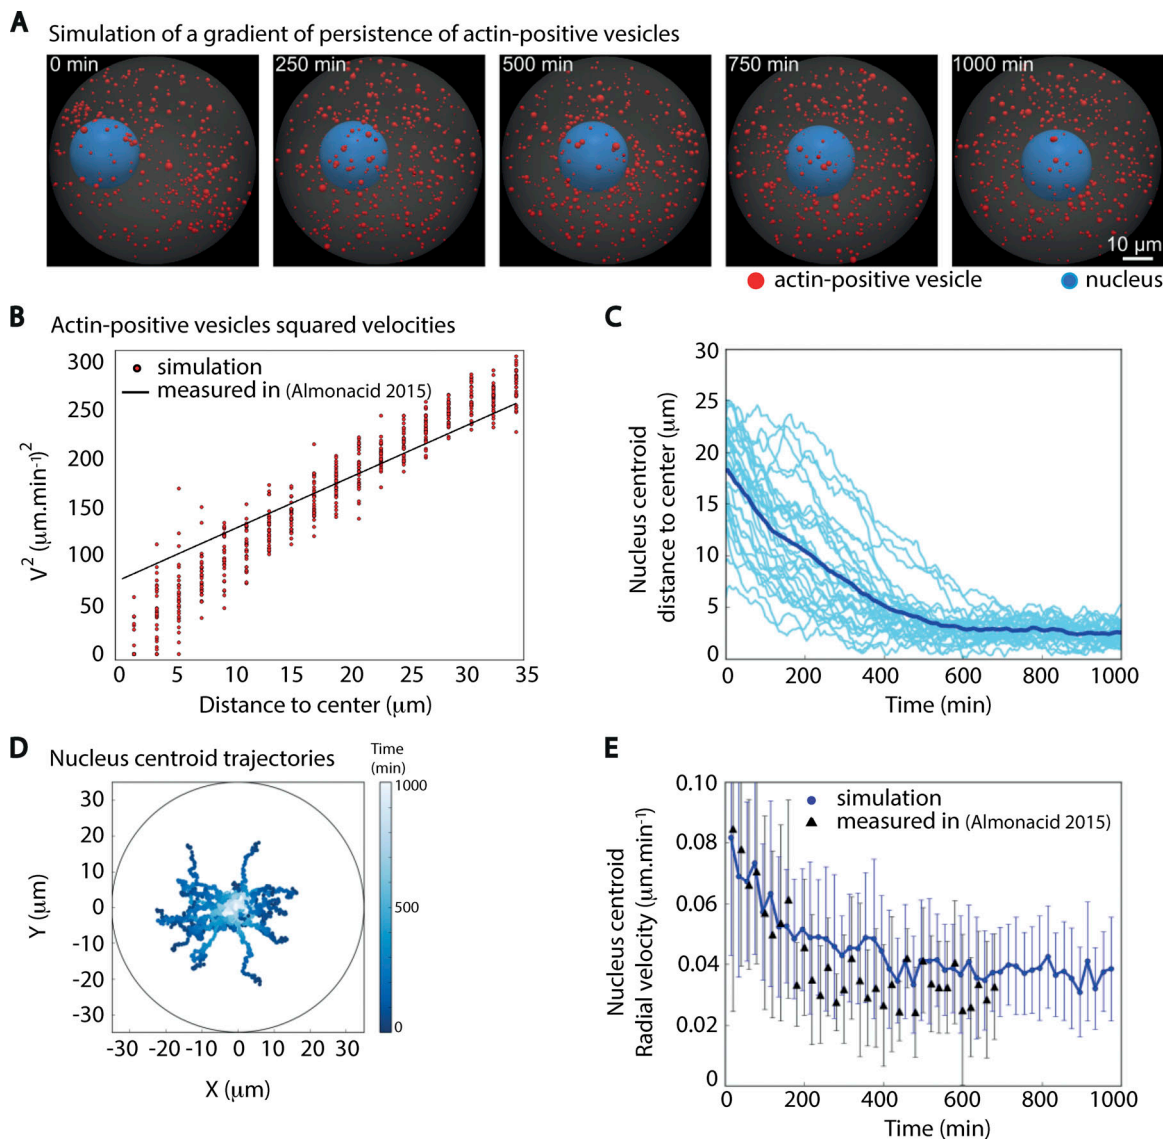 A Simulation of a gradient of persistence of actin-positive vesicles
0 min 250 min 500 min 750 min 1000 min
10 μm
actin-positive vesicle nucleus
B Actin-positive vesicles squared velocities
simulation
measured in (Almonacid 2015)
300
250
200
150
100
50
0
V² (μm.min⁻¹)²
0 5 10 15 20 25 30 35
Distance to center (μm)
C
30
25
20
15
10
5
0
Nucleus centroid
distance to center (μm)
0 200 400 600 800 1000
Time (min)
D Nucleus centroid trajectories
Time
(min)
1000
500
0
30
20
10
0
-10
-20
-30
Y (μm)
-30 -20 -10 0 10 20 30
X (μm)
E
simulation
measured in (Almonacid 2015)
0.10
0.08
0.06
0.04
0.02
0
Nucleus centroid
Radial velocity (μm.min⁻¹)
0 200 400 600 800 1000
Time (min)